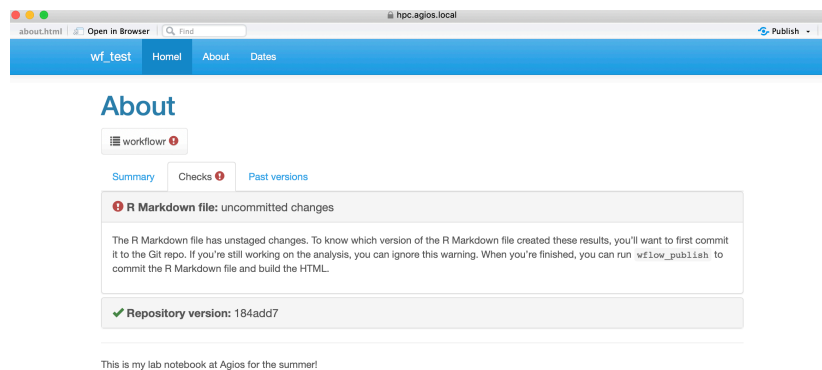 hpc.agios.local
about.html Open in Browser Find Publish
wf_test Homel About Dates
About
workflowr
Summary Checks Past versions
R Markdown file: uncommitted changes
The R Markdown file has unstaged changes. To know which version of the R Markdown file created these results, you'll want to first commit
it to the Git repo. If you're still working on the analysis, you can ignore this warning. When you're finished, you can run wflow_publish to
commit the R Markdown file and build the HTML.
Repository version: 184add7
This is my lab notebook at Agios for the summer!